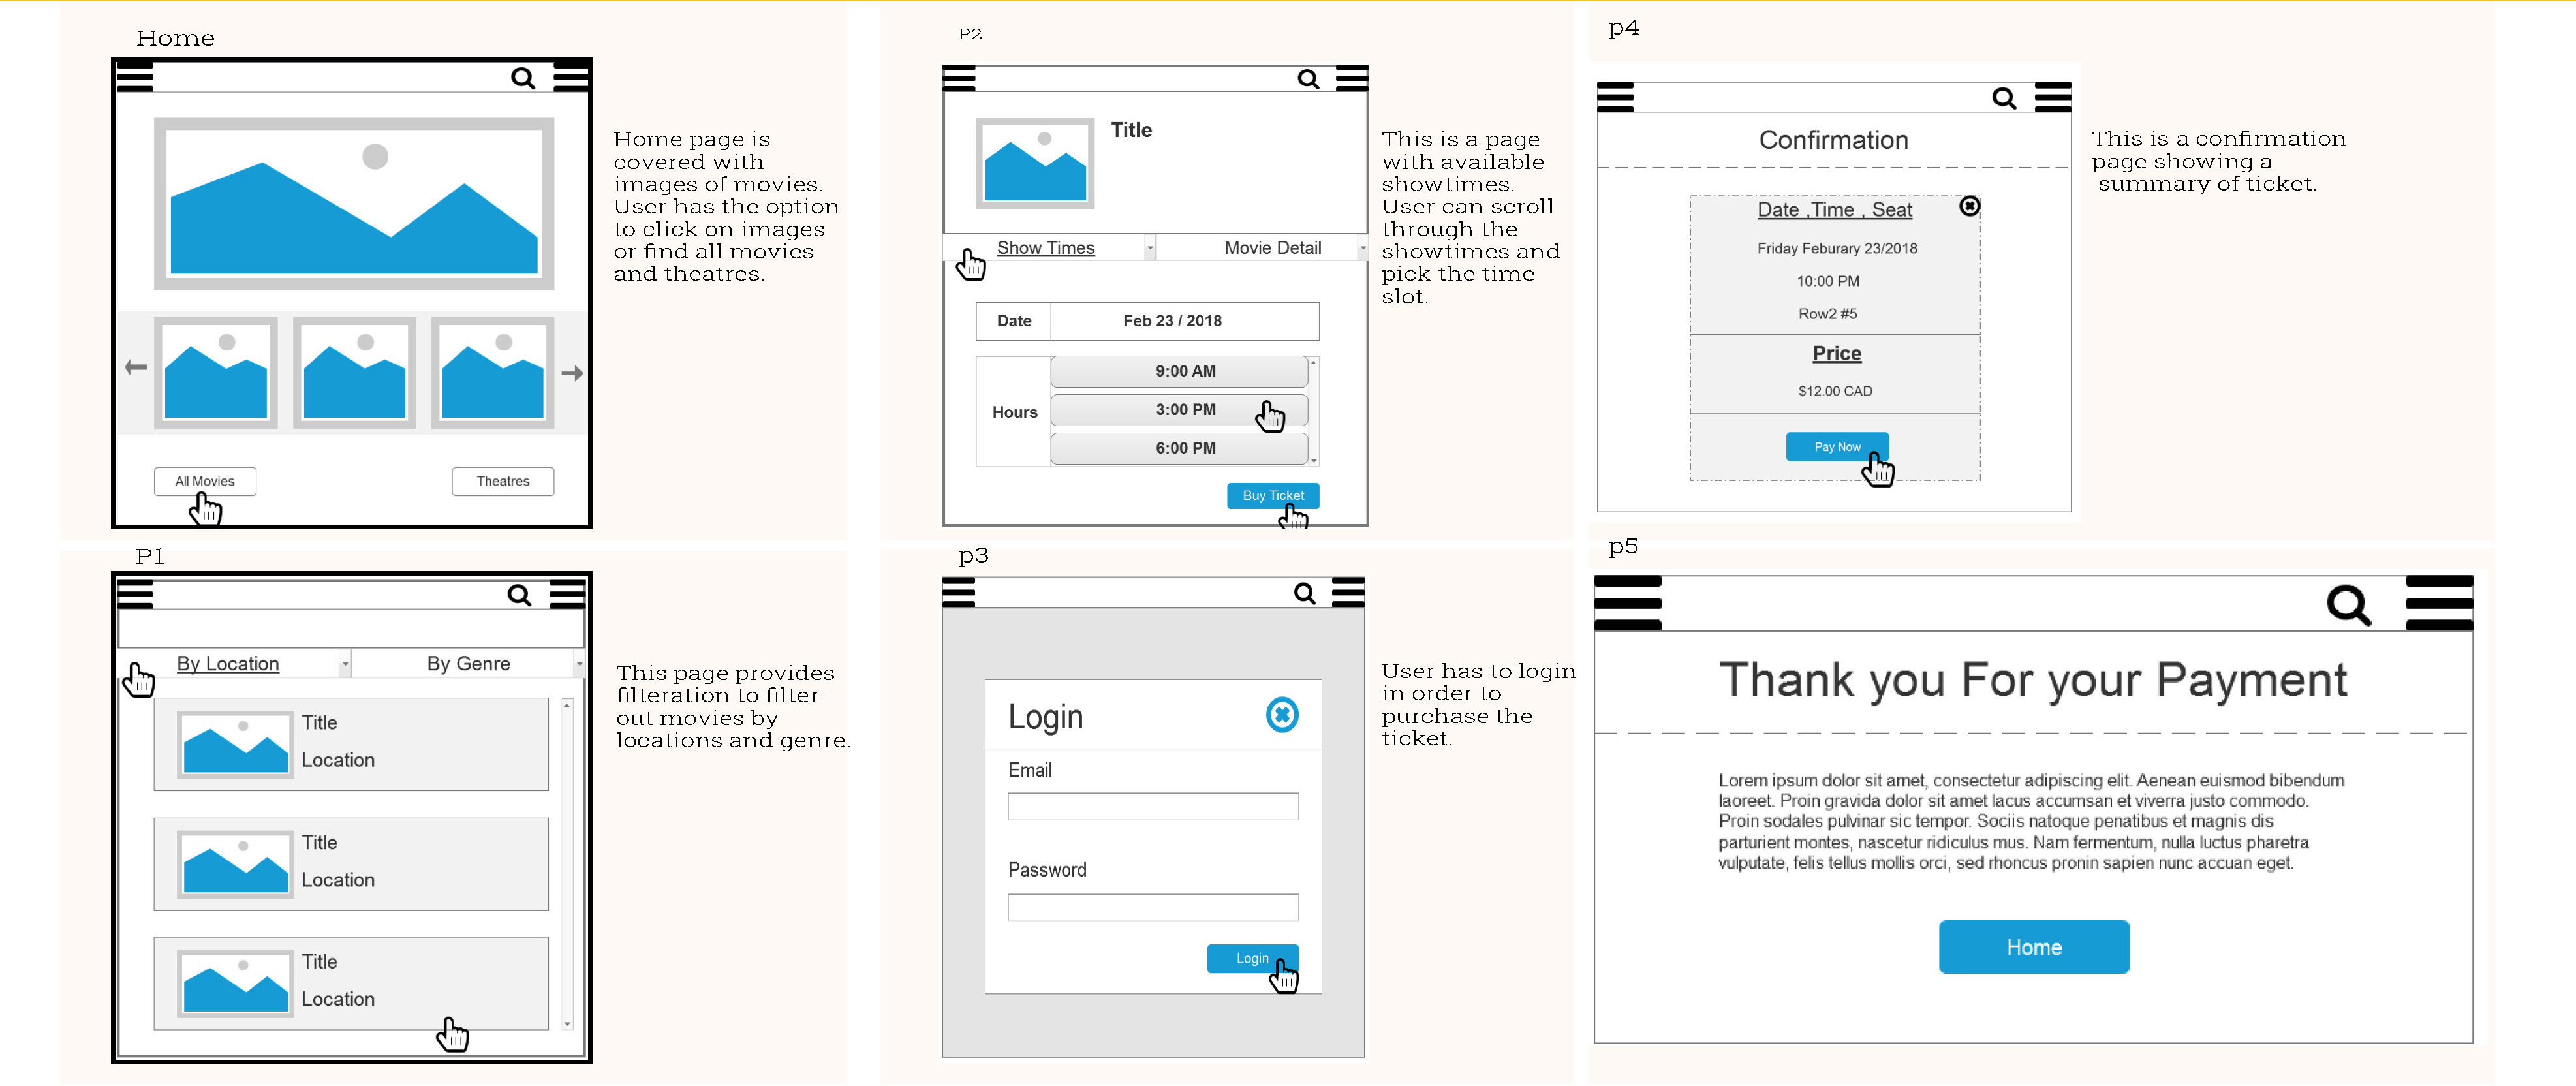 Home
Home page is
covered with
images of movies.
User has the option
to click on images
or find all movies
and theatres.
All Movies
Theatres
P1
By Location
By Genre
Title
Location
Title
Location
Title
Location
This page provides
filteration to filter-
out movies by
locations and genre.
P2
Title
Show Times
Movie Detail
Date
Feb 23 / 2018
Hours
9:00 AM
3:00 PM
6:00 PM
Buy Ticket
This is a page
with available
showtimes.
User can scroll
through the
showtimes and
pick the time
slot.
p3
Login
Email
Password
Login
User has to login
in order to
purchase the
ticket.
p4
Confirmation
Date ,Time , Seat
Friday Feburary 23/2018
10:00 PM
Row2 #5
Price
$12.00 CAD
Pay Now
This is a confirmation
page showing a
summary of ticket.
p5
Thank you For your Payment
Lorem ipsum dolor sit amet, consectetur adipiscing elit. Aenean euismod bibendum
laoreet. Proin gravida dolor sit amet lacus accumsan et viverra justo commodo.
Proin sodales pulvinar sic tempor. Sociis natoque penatibus et magnis dis
parturient montes, nascetur ridiculus mus. Nam fermentum, nulla luctus pharetra
vulputate, felis tellus mollis orci, sed rhoncus pronin sapien nunc accuan eget.
Home